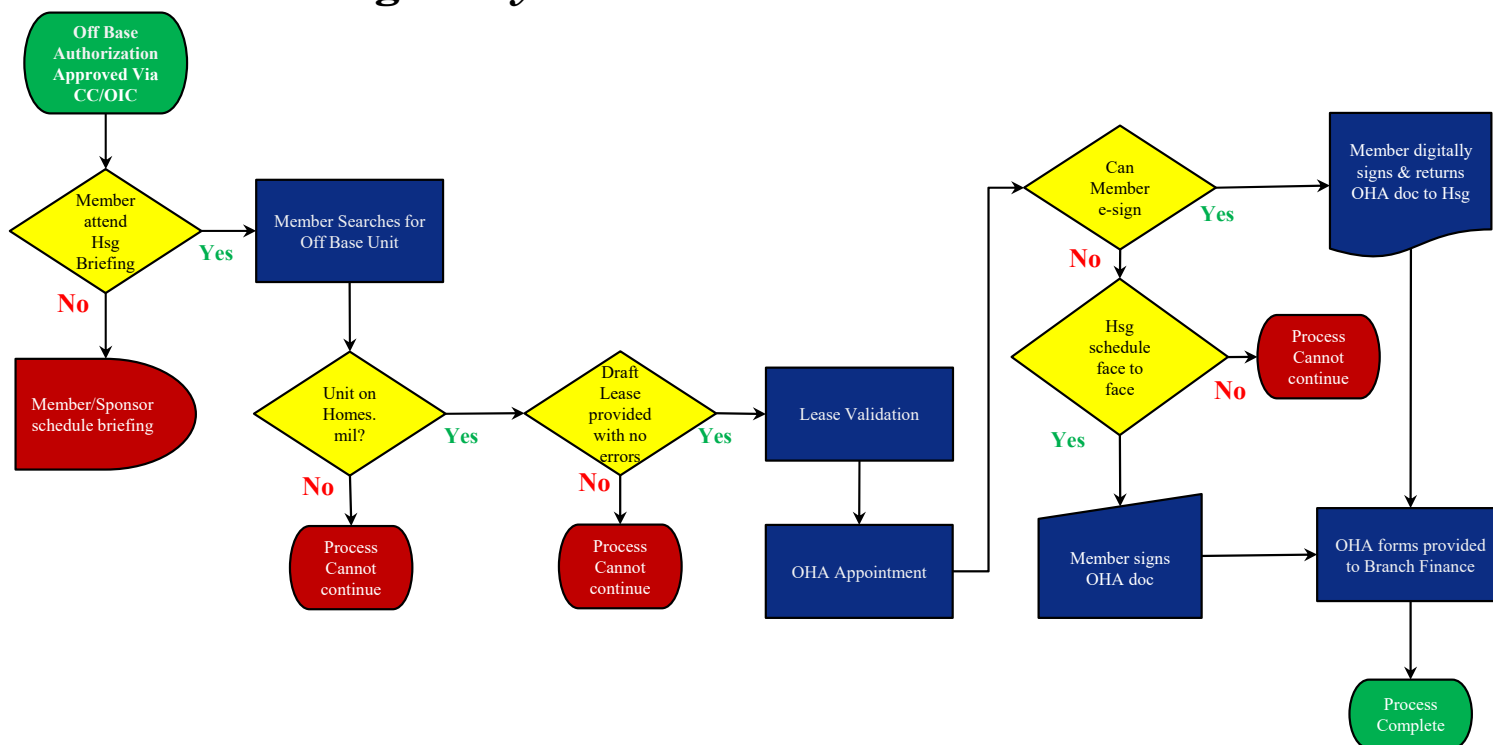 Off Base
Authorization
Approved Via
CC/OIC
Member
attend
Hsg
Briefing
Yes
No
Member/Sponsor
schedule briefing
Member Searches for
Off Base Unit
Unit on
Homes.
mil?
Yes
No
Process
Cannot
continue
Draft
Lease
provided
with no
errors
Yes
No
Process
Cannot
continue
Lease Validation
OHA Appointment
Can
Member
e-sign
Yes
No
Member digitally
signs & returns
OHA doc to Hsg
Hsg
schedule
face to
face
No
Process
Cannot
continue
Yes
Member signs
OHA doc
OHA forms provided
to Branch Finance
Process
Complete